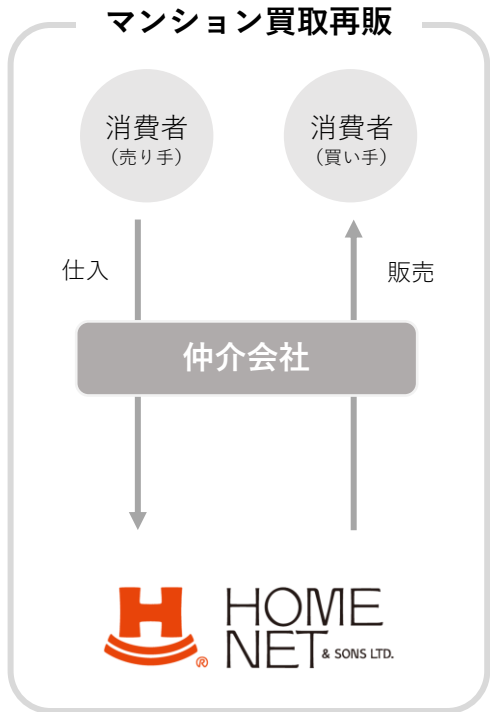 マンション買取再販
消費者
（売り手）
消費者
（買い手）
仕入
販売
仲介会社
H
HOME
NET & SONS LTD.
®